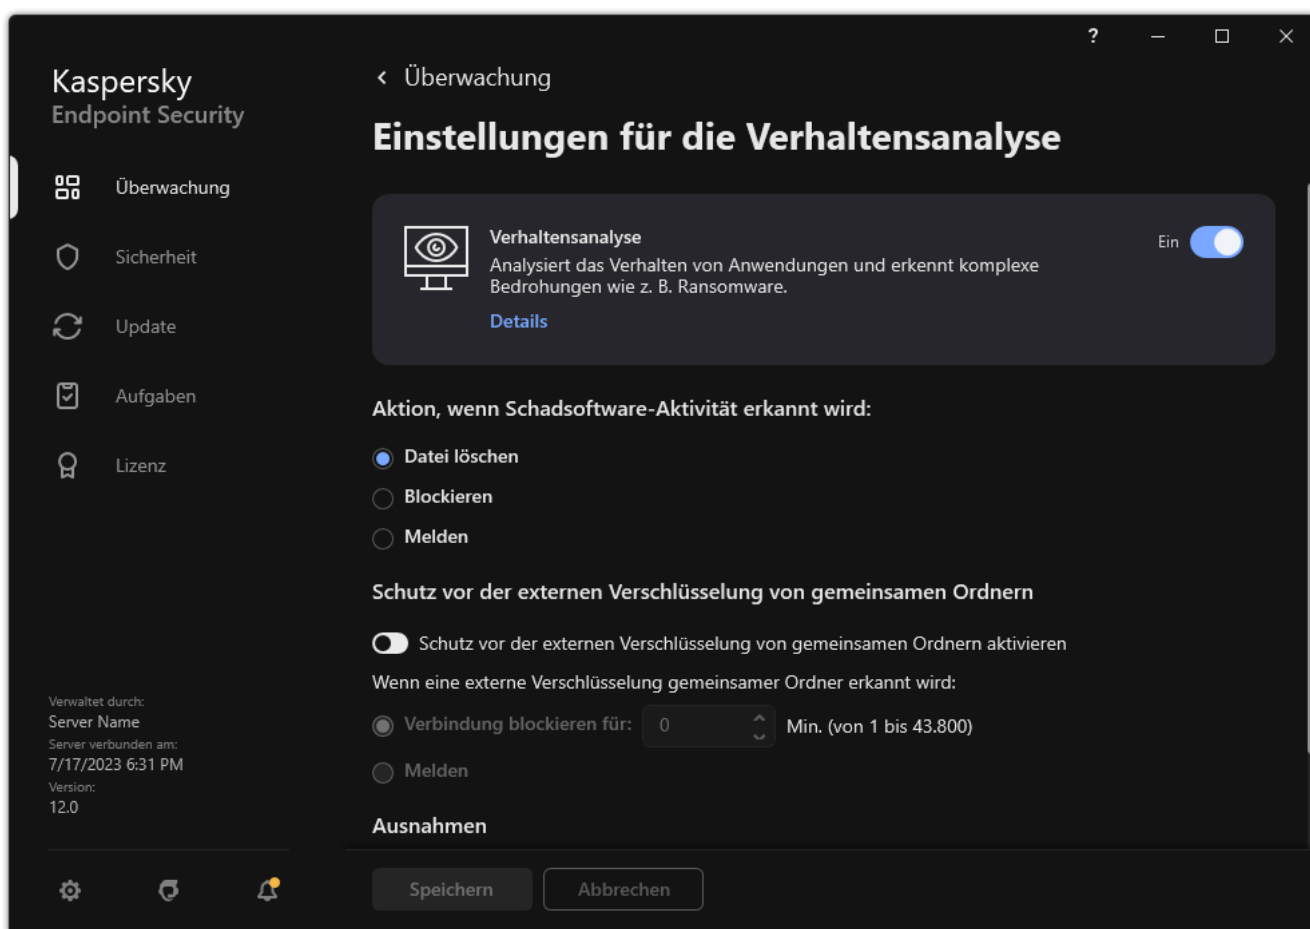 ?
Kaspersky
Endpoint Security
Überwachung
Sicherheit
Update
Aufgaben
Lizenz
Verwaltet durch:
Server Name
Server verbunden am:
7/17/2023 6:31 PM
Version:
12.0
Überwachung
Einstellungen für die Verhaltensanalyse
Verhaltensanalyse
Analysiert das Verhalten von Anwendungen und erkennt komplexe
Bedrohungen wie z. B. Ransomware.
Details
Ein
Aktion, wenn Schadsoftware-Aktivität erkannt wird:
Datei löschen
Blockieren
Melden
Schutz vor der externen Verschlüsselung von gemeinsamen Ordnern
Schutz vor der externen Verschlüsselung von gemeinsamen Ordnern aktivieren
Wenn eine externe Verschlüsselung gemeinsamer Ordner erkannt wird:
Verbindung blockieren für: 0 Min. (von 1 bis 43.800)
Melden
Ausnahmen
Speichern Abbrechen